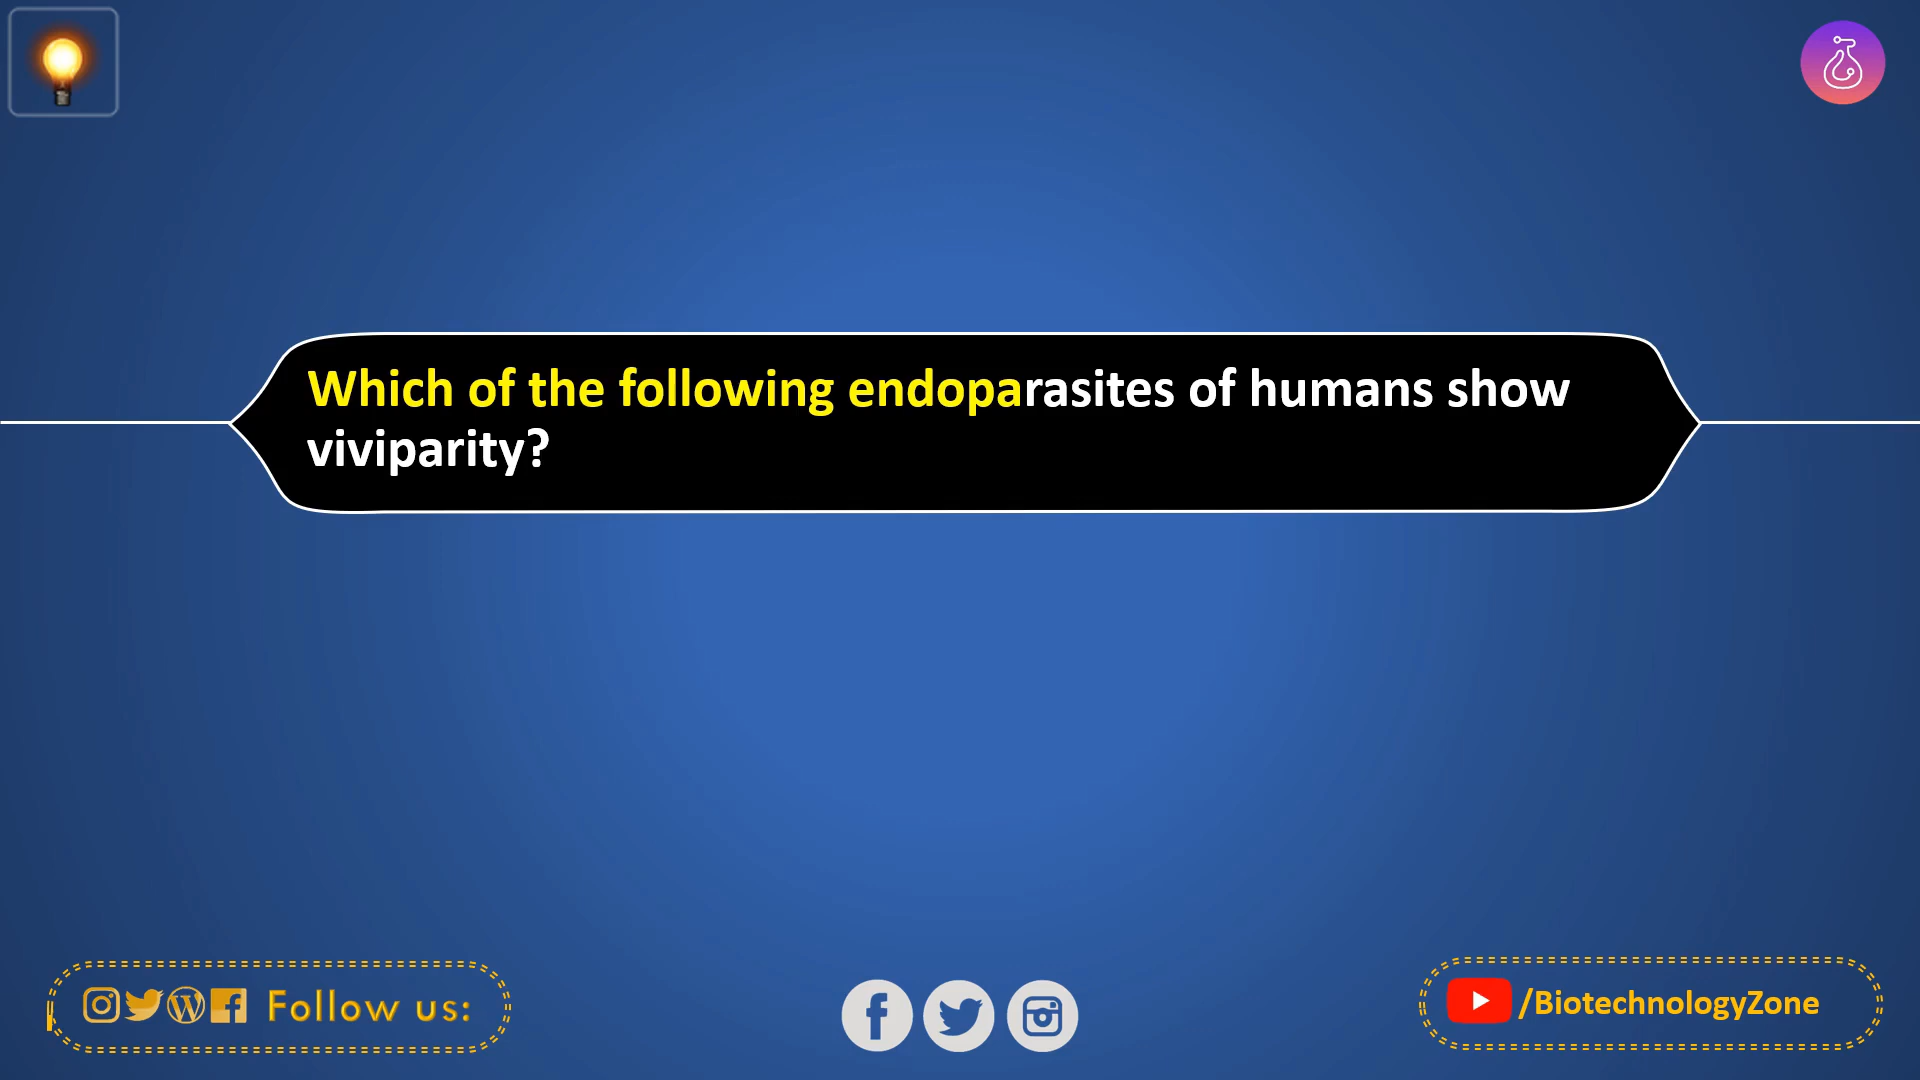 Which of the following endoparasites of humans show
viviparity?
Follow us:
/BiotechnologyZone